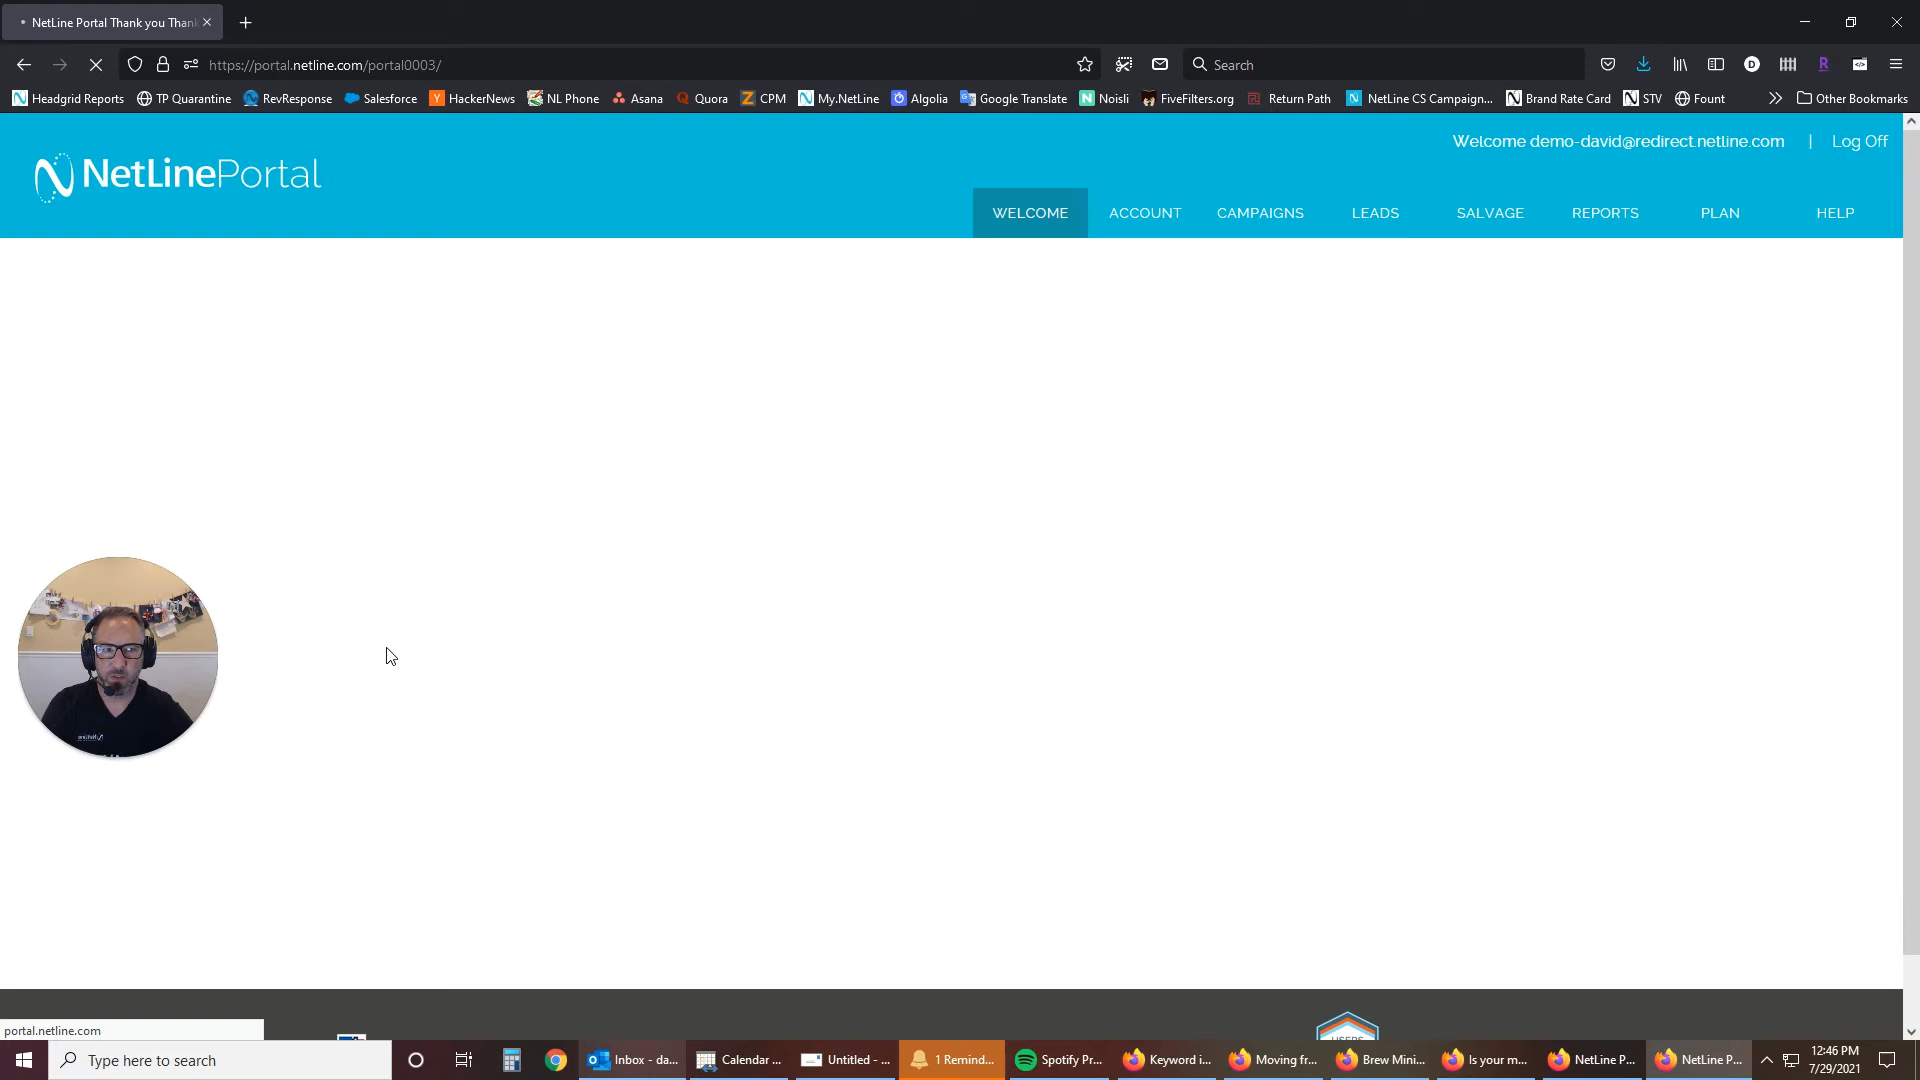 NetLine Portal Thank you Than
https://portal.netline.com/portal0003/
Search
Headgrid Reports
TP Quarantine
RevResponse
Salesforce
HackerNews
NL Phone
Asana
Quora
CPM
My.NetLine
Algolia
Google Translate
Noisli
FiveFilters.org
Return Path
NetLine CS Campaign...
Brand Rate Card
STV
Fount
Other Bookmarks
Welcome demo-david@redirect.netline.com | Log Off
NetLinePortal
WELCOME
ACCOUNT
CAMPAIGNS
LEADS
SALVAGE
REPORTS
PLAN
HELP
portal.netline.com
Type here to search
Inbox - da...
Calendar ...
Untitled - ...
1 Remind...
Spotify Pr...
Keyword i...
Moving fr...
Brew Mini...
Is your m...
NetLine P...
NetLine P...
12:46 PM
7/29/2021